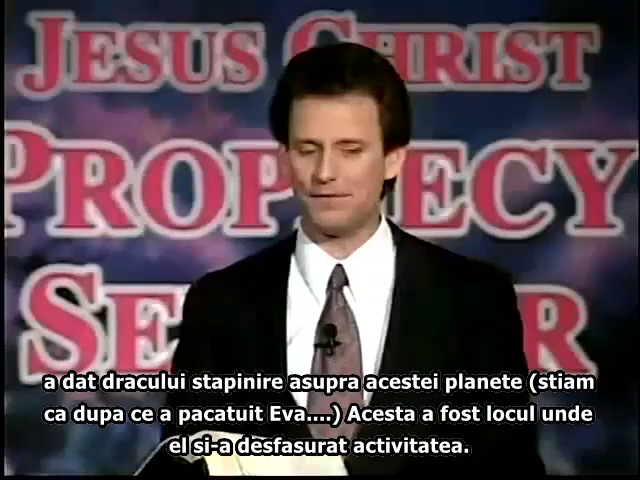 JESUS CHRIST
PROPHECY
SE R
a dat dracului stapinire asupra acestei planete (stiam
ca dupa ce a pacatuit Eva....) Acesta a fost locul unde
el si-a desfasurat activitatea.